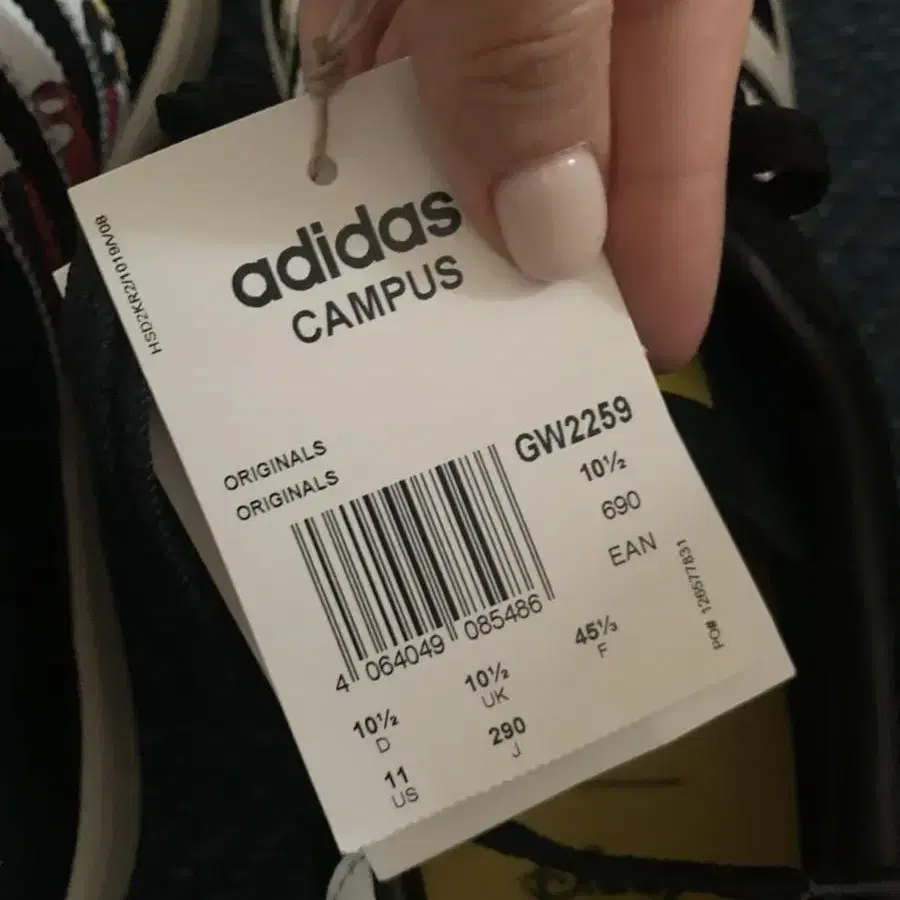 adidas
CAMPUS
HSD2KR2/1019/V08
ORIGINALS
ORIGINALS
GW2259
10½
690
EAN
PO# 126577831
4 064049 085486
10½
D
10½
UK
45⅓
F
11
US
290
J